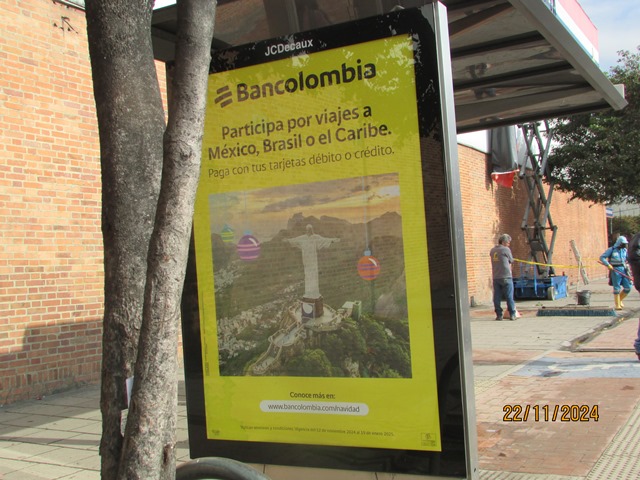 JCDecaux
Bancolombia
Participa por viajes a
México, Brasil o el Caribe.
Paga con tus tarjetas débito o crédito.
Conoce más en:
www.bancolombia.com/navidad
22/11/2024